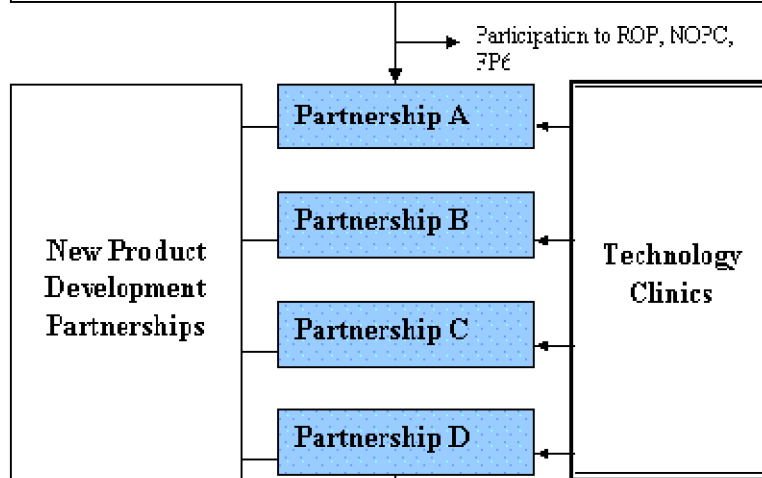 Participation to ROP, NOPC,
FP6
Partnership A
Partnership B
New Product
Development
Partnerships
Technology
Clinics
Partnership C
Partnership D